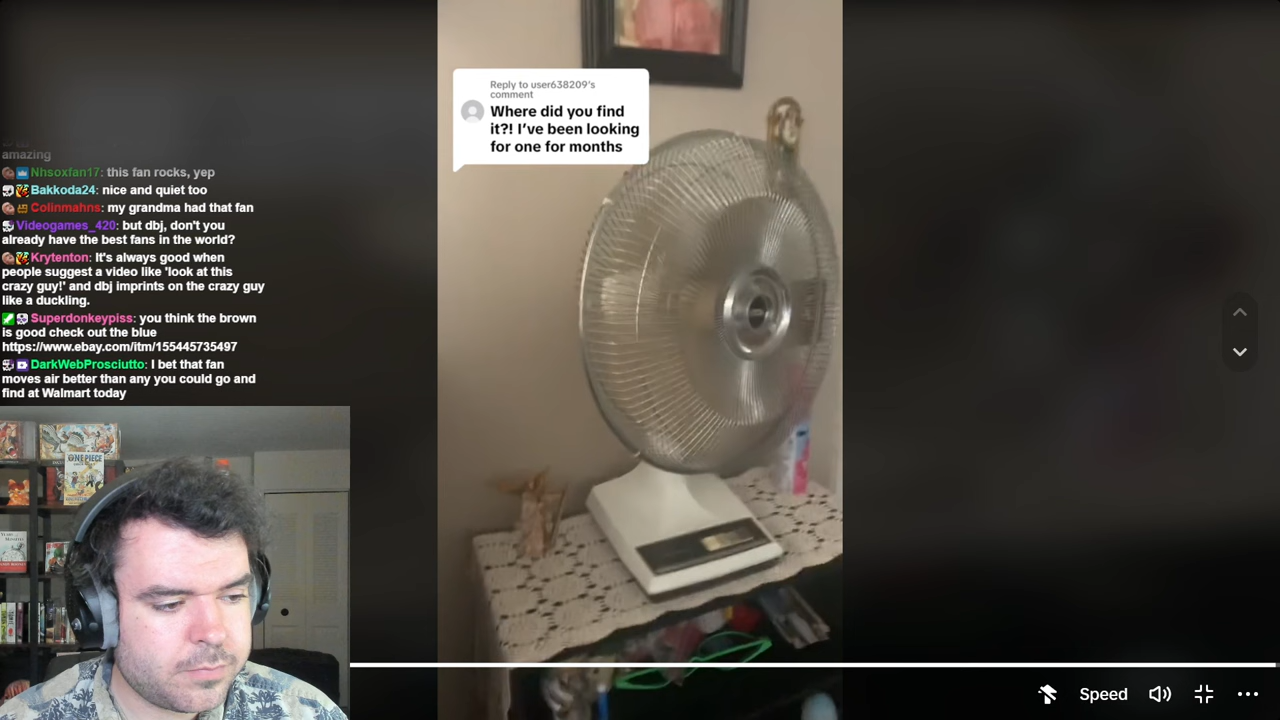 amazing
Nhsoxfan17: this fan rocks, yep
Bakkoda24: nice and quiet too
Colinmahns: my grandma had that fan
Videogames_420: but dbj, don't you
already have the best fans in the world?
Krytenton: It's always good when
people suggest a video like 'look at this
crazy guy!' and dbj imprints on the crazy guy
like a duckling.
Superdonkeypiss: you think the brown
is good check out the blue
https://www.ebay.com/itm/155445735497
DarkWebProsciutto: I bet that fan
moves air better than any you could go and
find at Walmart today
Reply to user638209's
comment
Where did you find
it?! I’ve been looking
for one for months
ONE PIECE
Speed